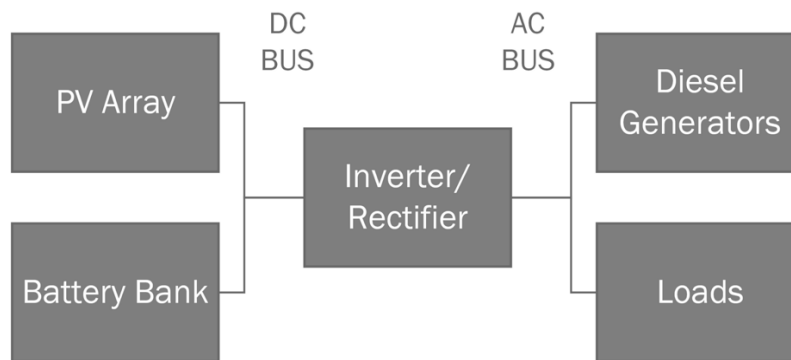 DC
BUS
AC
BUS
PV Array
Diesel
Generators
Inverter/
Rectifier
Battery Bank
Loads